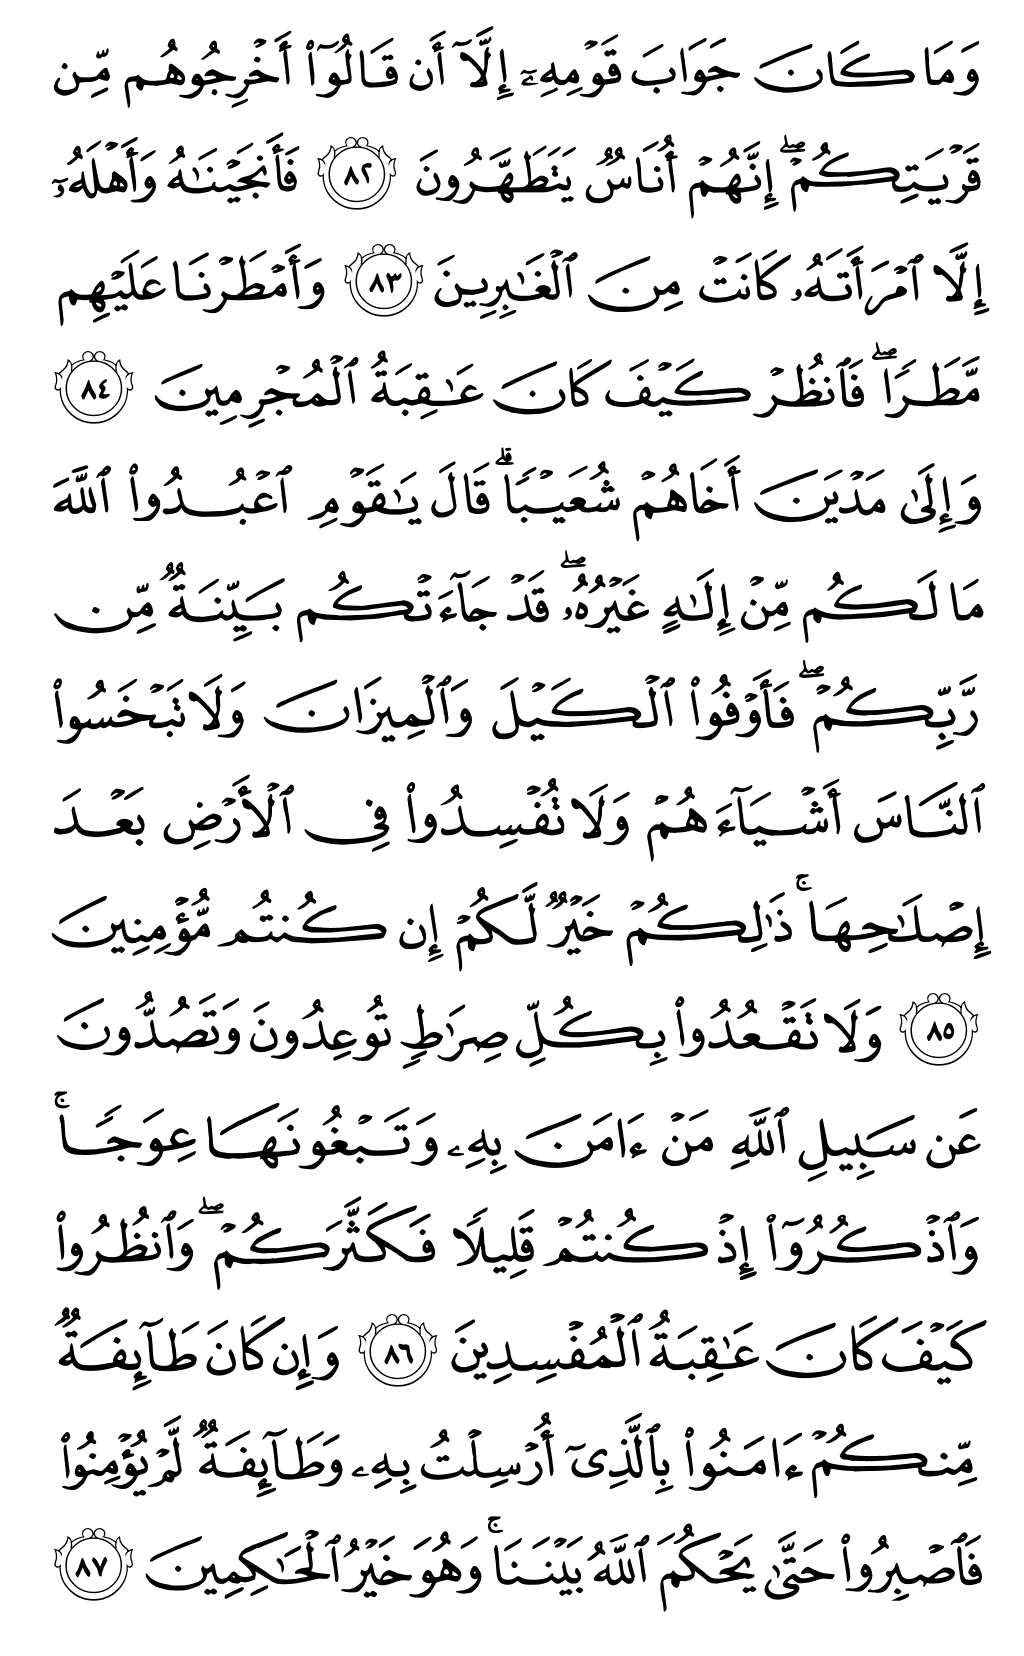 وَمَا كَانَ جَوَابَ قَوْمِهِۦٓ إِلَّآ أَن قَالُوٓا۟ أَخْرِجُوهُم مِّن
قَرْيَتِكُمْ ۖ إِنَّهُمْ أُنَاسٌ يَتَطَهَّرُونَ ٨٢ فَأَنجَيْنَـٰهُ وَأَهْلَهُۥٓ
إِلَّا ٱمْرَأَتَهُۥ كَانَتْ مِنَ ٱلْغَـٰبِرِينَ ٨٣ وَأَمْطَرْنَا عَلَيْهِم
مَّطَرًا ۖ فَٱنظُرْ كَيْفَ كَانَ عَـٰقِبَةُ ٱلْمُجْرِمِينَ ٨٤
وَإِلَىٰ مَدْيَنَ أَخَاهُمْ شُعَيْبًا ۗ قَالَ يَـٰقَوْمِ ٱعْبُدُوا۟ ٱللَّهَ
مَا لَكُم مِّنْ إِلَـٰهٍ غَيْرُهُۥ ۖ قَدْ جَآءَتْكُم بَيِّنَةٌ مِّن
رَّبِّكُمْ ۖ فَأَوْفُوا۟ ٱلْكَيْلَ وَٱلْمِيزَانَ وَلَا تَبْخَسُوا۟
ٱلنَّاسَ أَشْيَآءَهُمْ وَلَا تُفْسِدُوا۟ فِى ٱلْأَرْضِ بَعْدَ
إِصْلَـٰحِهَا ۚ ذَٰلِكُمْ خَيْرٌ لَّكُمْ إِن كُنتُم مُّؤْمِنِينَ
٨٥ وَلَا تَقْعُدُوا۟ بِكُلِّ صِرَٰطٍ تُوعِدُونَ وَتَصُدُّونَ
عَن سَبِيلِ ٱللَّهِ مَنْ ءَامَنَ بِهِۦ وَتَبْغُونَهَا عِوَجًا ۚ
وَٱذْكُرُوٓا۟ إِذْ كُنتُمْ قَلِيلًا فَكَثَّرَكُمْ ۖ وَٱنظُرُوا۟
كَيْفَ كَانَ عَـٰقِبَةُ ٱلْمُفْسِدِينَ ٨٦ وَإِن كَانَ طَآئِفَةٌ
مِّنكُمْ ءَامَنُوا۟ بِٱلَّذِىٓ أُرْسِلْتُ بِهِۦ وَطَآئِفَةٌ لَّمْ يُؤْمِنُوا۟
فَٱصْبِرُوا۟ حَتَّىٰ يَحْكُمَ ٱللَّهُ بَيْنَنَا ۚ وَهُوَ خَيْرُ ٱلْحَـٰكِمِينَ ٨٧